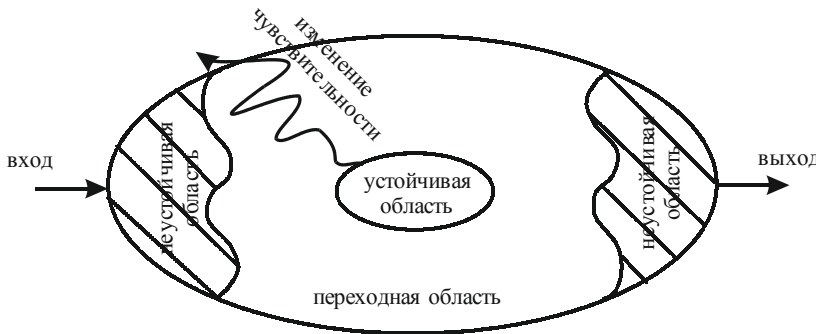 изменение
чувствительности
вход
неустойчивая
область
устойчивая
область
неустойчивая
область
выход
переходная область